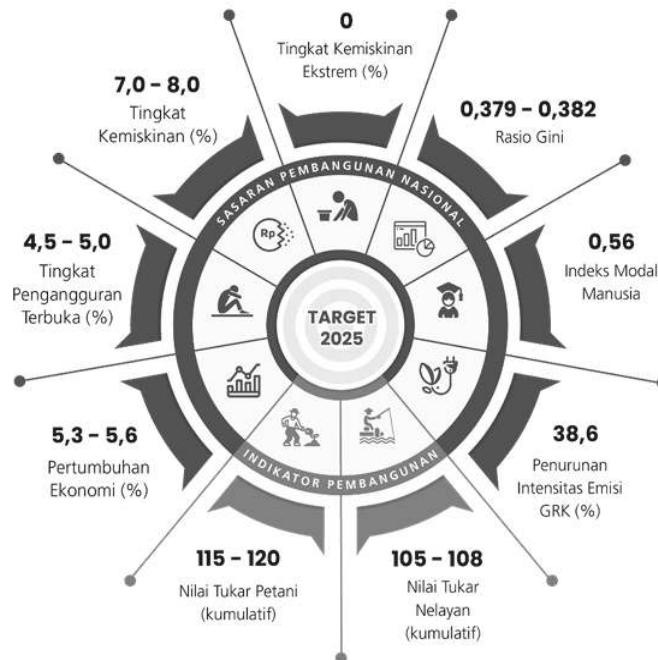 0
Tingkat Kemiskinan
Ekstrem (%)
0,379 – 0,382
Rasio Gini
0,56
Indeks Modal
Manusia
38,6
Penurunan
Intensitas Emisi
GRK (%)
105 – 108
Nilai Tukar
Nelayan
(kumulatif)
115 – 120
Nilai Tukar Petani
(kumulatif)
5,3 – 5,6
Pertumbuhan
Ekonomi (%)
4,5 – 5,0
Tingkat
Pengangguran
Terbuka (%)
7,0 – 8,0
Tingkat
Kemiskinan (%)
SASARAN PEMBANGUNAN NASIONAL
Rp
TARGET
2025
INDIKATOR PEMBANGUNAN